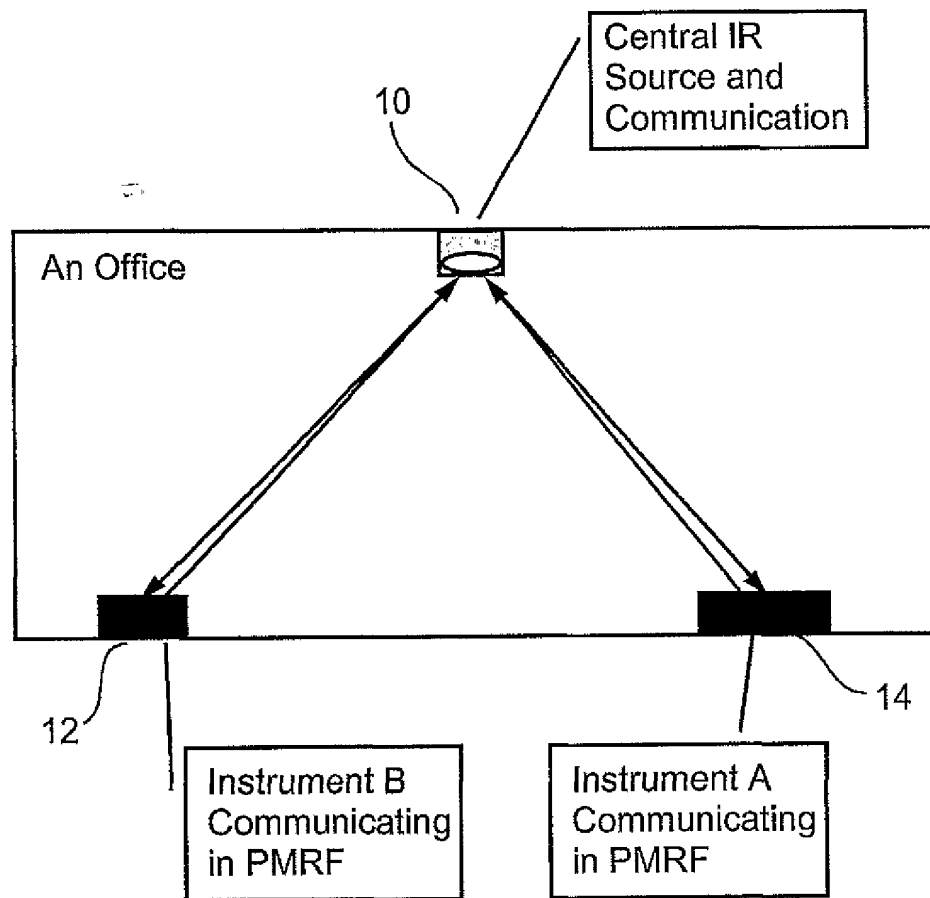 Central IR
Source and
Communication
10
An Office
12
14
Instrument B
Communicating
in PMRF
Instrument A
Communicating
in PMRF